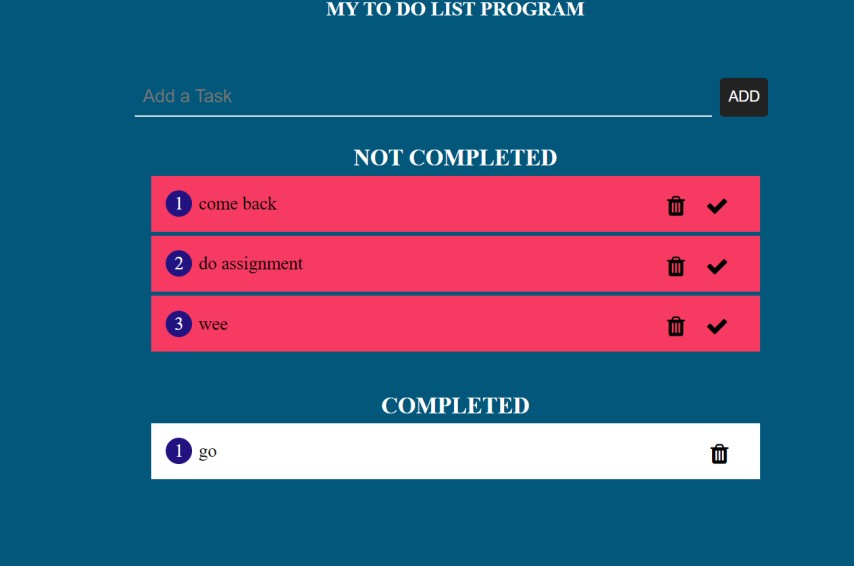 MY TO DO LIST PROGRAM
Add a Task
ADD
NOT COMPLETED
1 come back
2 do assignment
3 wee
COMPLETED
1 go